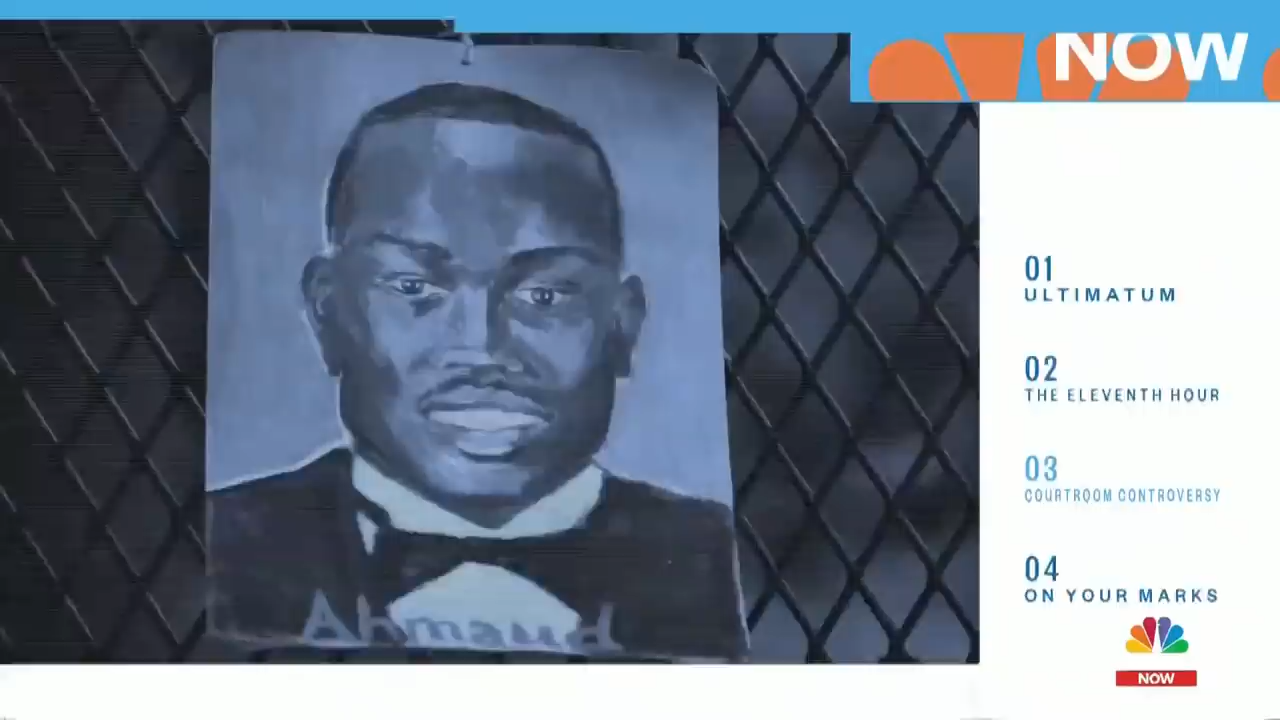 NOW
Ahmaud
01
ULTIMATUM
02
THE ELEVENTH HOUR
03
COURTROOM CONTROVERSY
04
ON YOUR MARKS
NOW